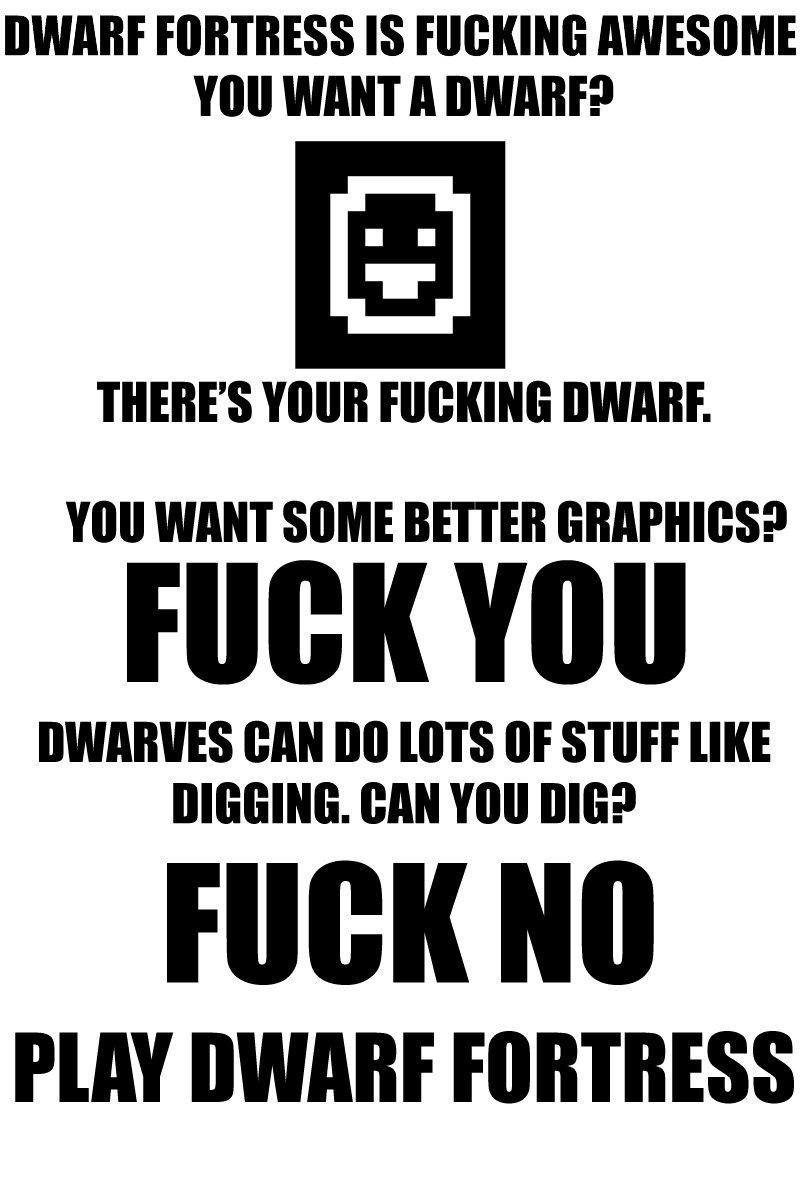 DWARF FORTRESS IS FUCKING AWESOME
YOU WANT A DWARF?
THERE’S YOUR FUCKING DWARF.
YOU WANT SOME BETTER GRAPHICS?
FUCK YOU
DWARVES CAN DO LOTS OF STUFF LIKE
DIGGING. CAN YOU DIG?
FUCK NO
PLAY DWARF FORTRESS